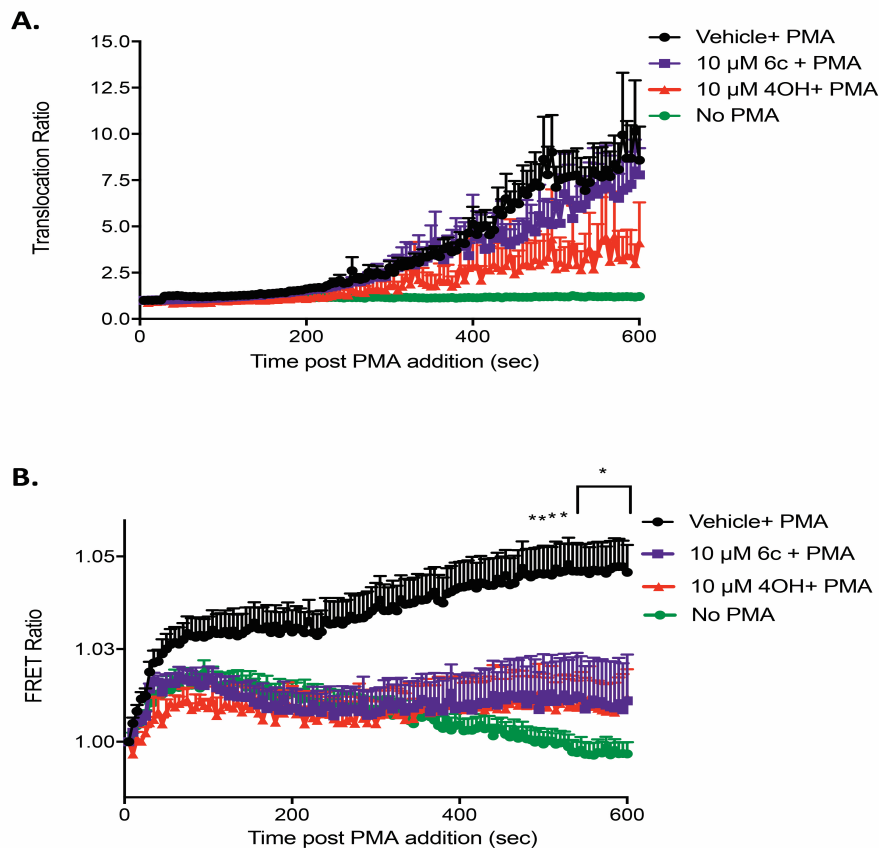 A.
15.0
12.5
10.0
7.5
5.0
2.5
0.0
Translocation Ratio
0
200
400
600
Time post PMA addition (sec)
Vehicle+ PMA
10 µM 6c + PMA
10 µM 4OH+ PMA
No PMA
B.
1.05
1.03
1.00
FRET Ratio
0
200
400
600
Time post PMA addition (sec)
****
*
Vehicle+ PMA
10 µM 6c + PMA
10 µM 4OH+ PMA
No PMA